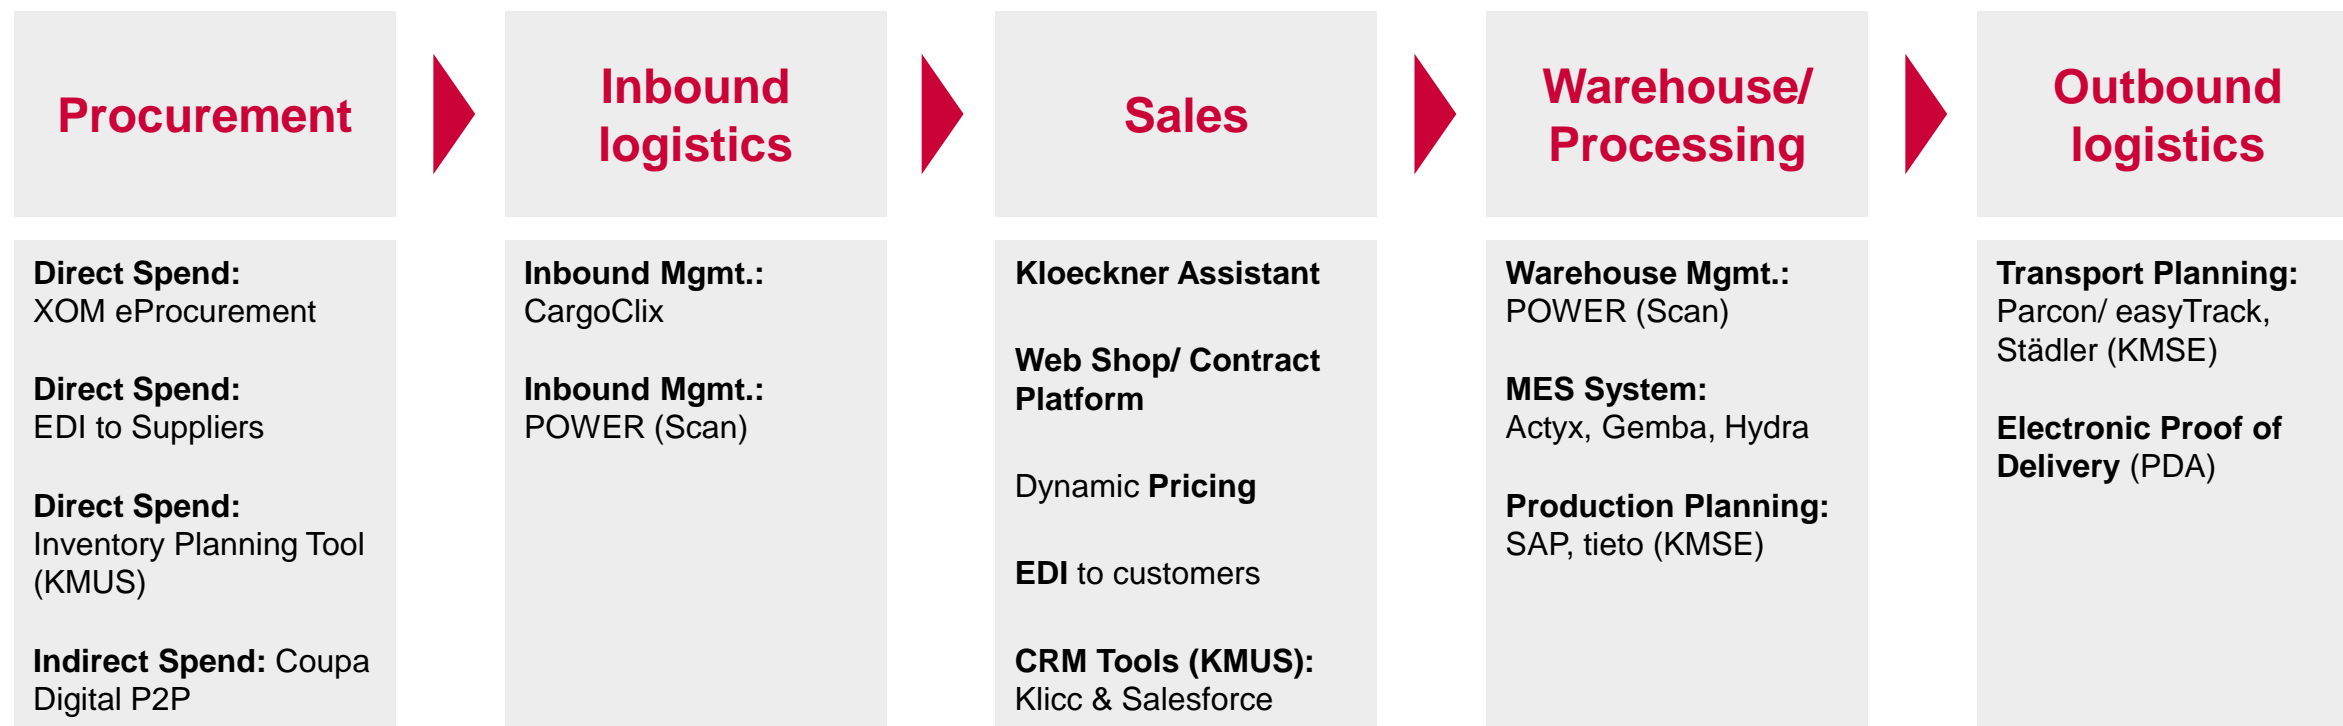 Procurement
Inbound
logistics
Sales
Warehouse/
Processing
Outbound
logistics
Direct Spend:
XOM eProcurement
Direct Spend:
EDI to Suppliers
Direct Spend:
Inventory Planning Tool
(KMUS)
Indirect Spend: Coupa
Digital P2P
Inbound Mgmt.:
CargoClix
Inbound Mgmt.:
POWER (Scan)
Kloeckner Assistant
Web Shop/ Contract
Platform
Dynamic Pricing
EDI to customers
CRM Tools (KMUS):
Klicc & Salesforce
Warehouse Mgmt.:
POWER (Scan)
MES System:
Actyx, Gemba, Hydra
Production Planning:
SAP, tieto (KMSE)
Transport Planning:
Parcon/ easyTrack,
Städler (KMSE)
Electronic Proof of
Delivery (PDA)